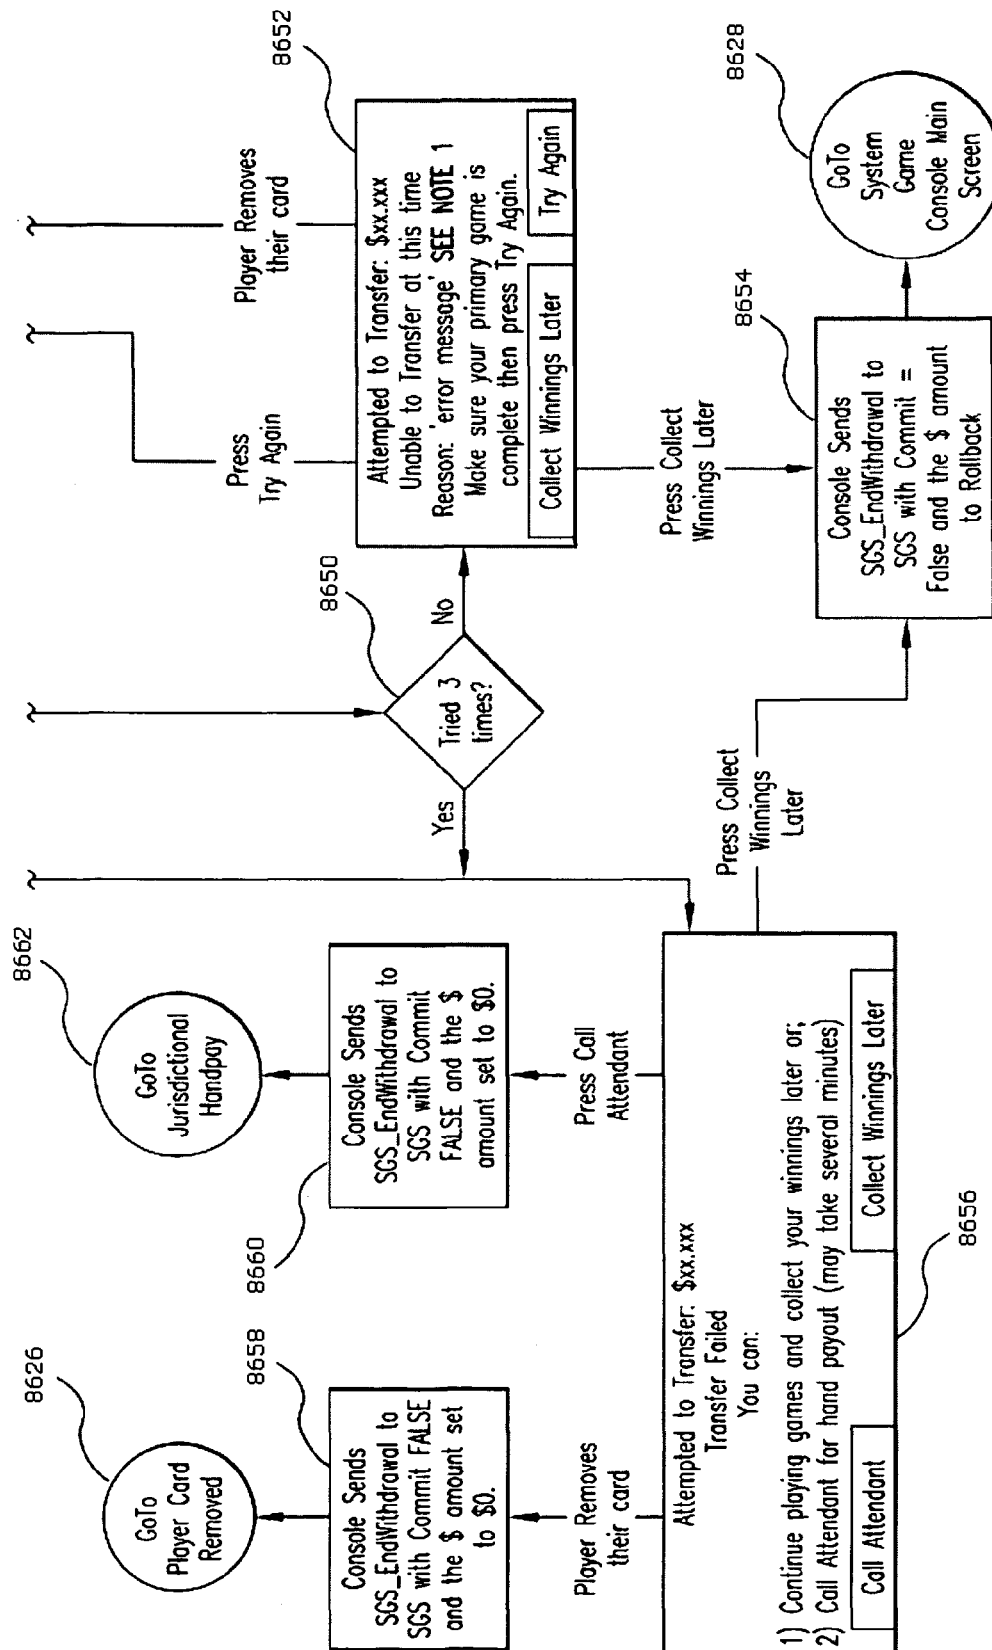 8626
GoTo
Player Card
Removed
8658
Console Sends
SGS_EndWithdrawal to
SGS with Commit FALSE
and the $ amount set
to $0.
Player Removes
their card
8662
GoTo
Jurisdictional
Handpay
8660
Console Sends
SGS_EndWithdrawal to
SGS with Commit
FALSE and the $
amount set to $0.
Press Call
Attendant
Attempted to Transfer: $xx.xxx
Transfer Failed
You can:
1) Continue playing games and collect your winnings later or;
2) Call Attendant for hand payout (may take several minutes)
Call Attendant
Collect Winnings Later
8656
Yes
Tried 3
times?
8650
No
Press
Try Again
Player Removes
their card
8652
Attempted to Transfer: $xx.xxx
Unable to Transfer at this time
Reason: 'error message' SEE NOTE 1
Make sure your primary game is
complete then press Try Again.
Collect Winnings Later
Try Again
Press Collect
Winnings Later
Press Collect
Winnings
Later
8654
Console Sends
SGS_EndWithdrawal to
SGS with Commit =
False and the $ amount
to Rollback
8628
GoTo
System
Game
Console Main
Screen